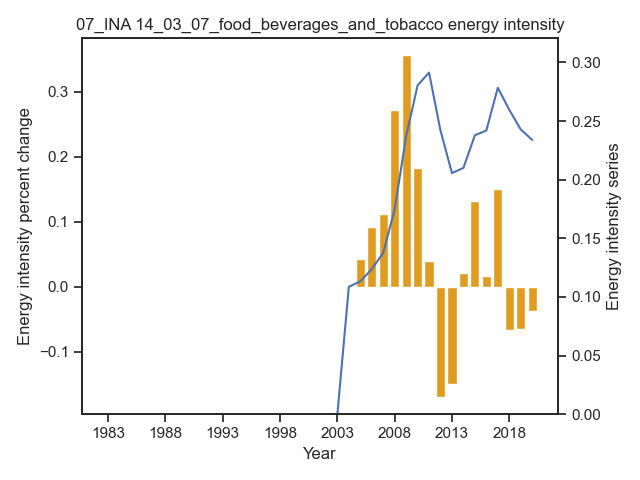 07_INA 14_03_07_food_beverages_and_tobacco energy intensity
Energy intensity percent change
0.3
0.2
0.1
0.0
−0.1
0.30
0.25
0.20
0.15
0.10
0.05
0.00
Energy intensity series
1983 1988 1993 1998 2003 2008 2013 2018
Year